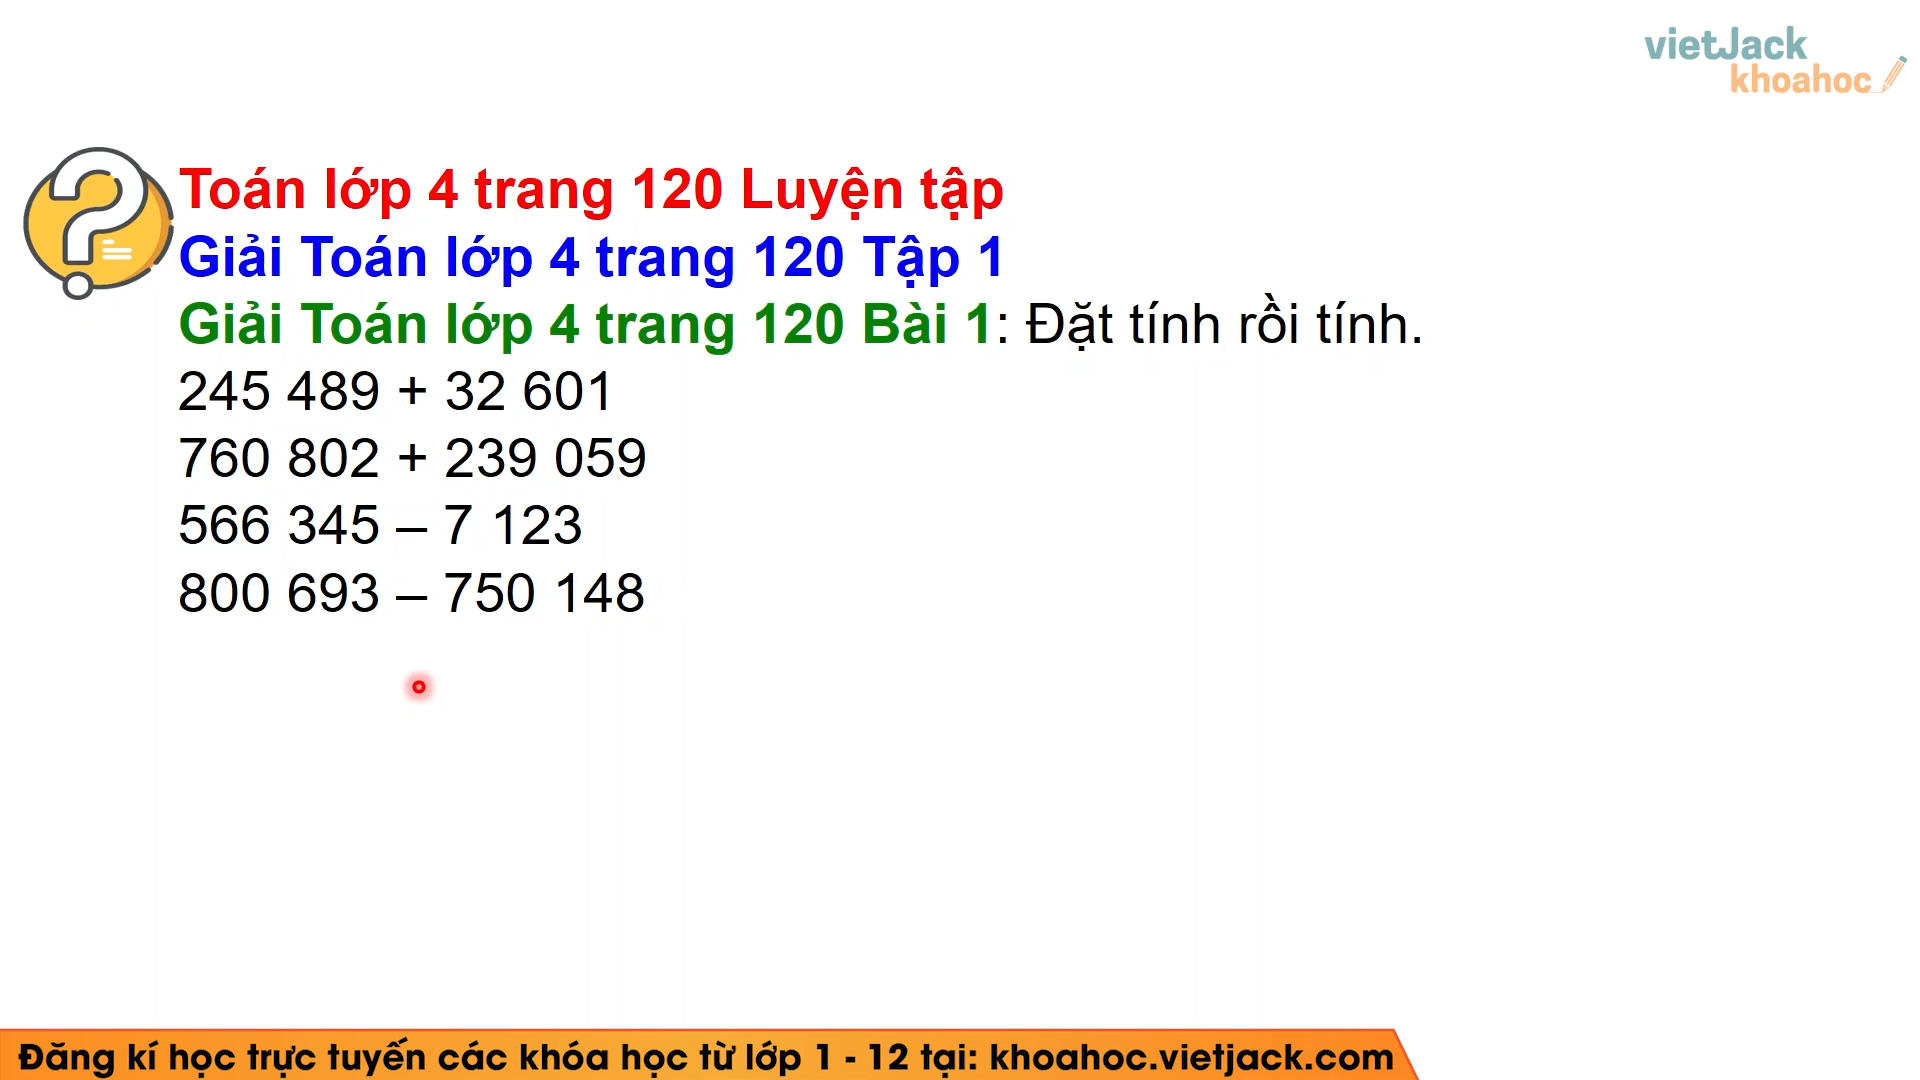 vietJack
khoahoc
Toán lớp 4 trang 120 Luyện tập
Giải Toán lớp 4 trang 120 Tập 1
Giải Toán lớp 4 trang 120 Bài 1: Đặt tính rồi tính.
245 489 + 32 601
760 802 + 239 059
566 345 – 7 123
800 693 – 750 148
Đăng kí học trực tuyến các khóa học từ lớp 1 - 12 tại: khoahoc.vietjack.com